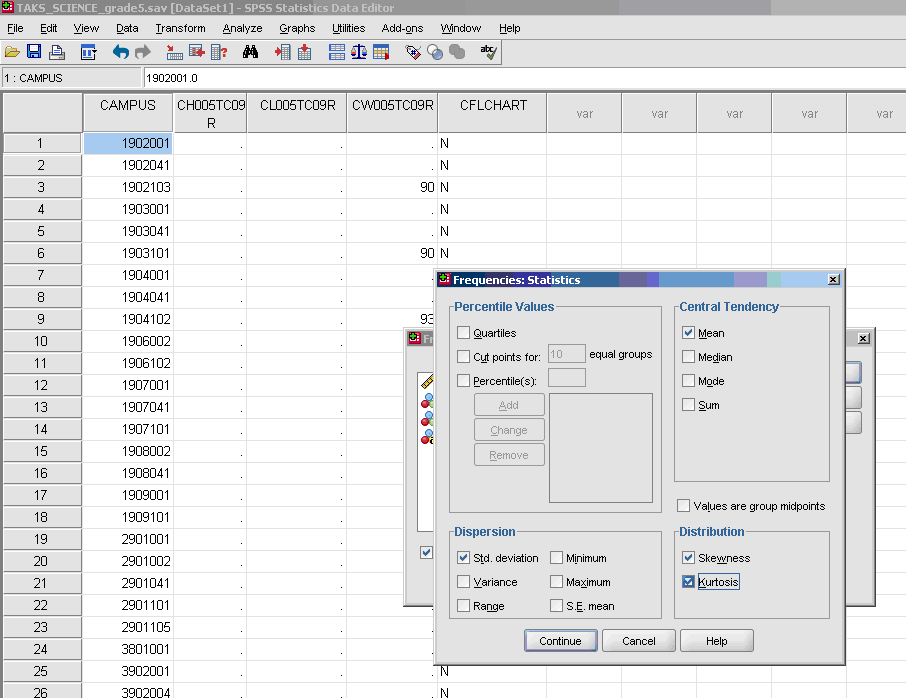 TAKS_SCIENCE_grade5.sav [DataSet1] - SPSS Statistics Data Editor
File Edit View Data Transform Analyze Graphs Utilities Add-ons Window Help
1 : CAMPUS 1902001.0
CAMPUS CH005TC09R CL005TC09R CW005TC09R CFLCHART var var var var var
1 1902001 . . . N
2 1902041 . . . N
3 1902103 . . 90 N
4 1903001 . . . N
5 1903041 . . . N
6 1903101 . . 90 N
7 1904001 . .
8 1904041 . .
9 1904102 . . 93
10 1906002 . .
11 1906102 . .
12 1907001 . .
13 1907041 . .
14 1907101 . .
15 1908002 . .
16 1908041 . .
17 1909001 . .
18 1909101 . .
19 2901001 . . .
20 2901002 . . .
21 2901041 . . .
22 2901101 . . .
23 2901105 . . .
24 3801001 . . .
25 3902001 . . . N
26 3902004 . . . N
Frequencies: Statistics
Percentile Values
Quartiles
Cut points for: 10 equal groups
Percentile(s):
Add
Change
Remove
Central Tendency
Mean
Median
Mode
Sum
Values are group midpoints
Dispersion
Std. deviation Minimum
Variance Maximum
Range S.E. mean
Distribution
Skewness
Kurtosis
Continue Cancel Help